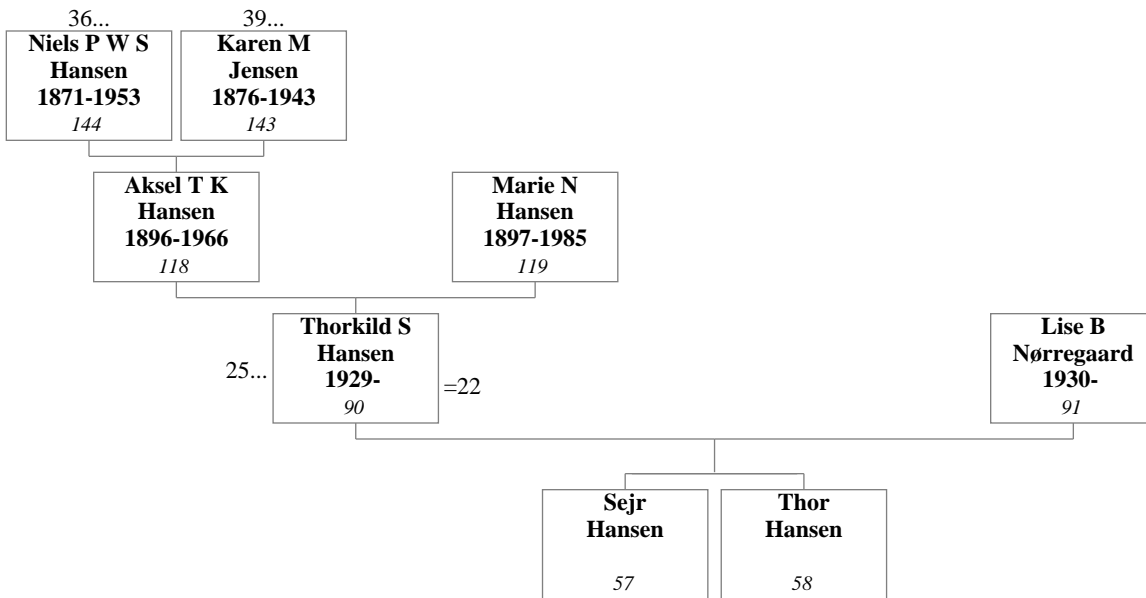 36...
39...
Niels P W S
Hansen
1871-1953
144
Karen M
Jensen
1876-1943
143
Aksel T K
Hansen
1896-1966
118
Marie N
Hansen
1897-1985
119
25...
Thorkild S
Hansen
1929-
90
=22
Lise B
Nørregaard
1930-
91
Sejr
Hansen
57
Thor
Hansen
58